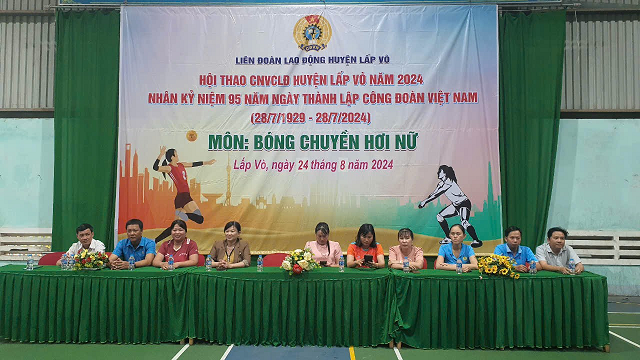 LIÊN ĐOÀN LAO ĐỘNG HUYỆN LẤP VÒ
HỘI THAO CNVCLĐ HUYỆN LẤP VÒ NĂM 2024
NHÂN KỶ NIỆM 95 NĂM NGÀY THÀNH LẬP CÔNG ĐOÀN VIỆT NAM
(28/7/1929 - 28/7/2024)
MÔN: BÓNG CHUYỀN HƠI NỮ
Lấp Vò, ngày 24 tháng 8 năm 2024